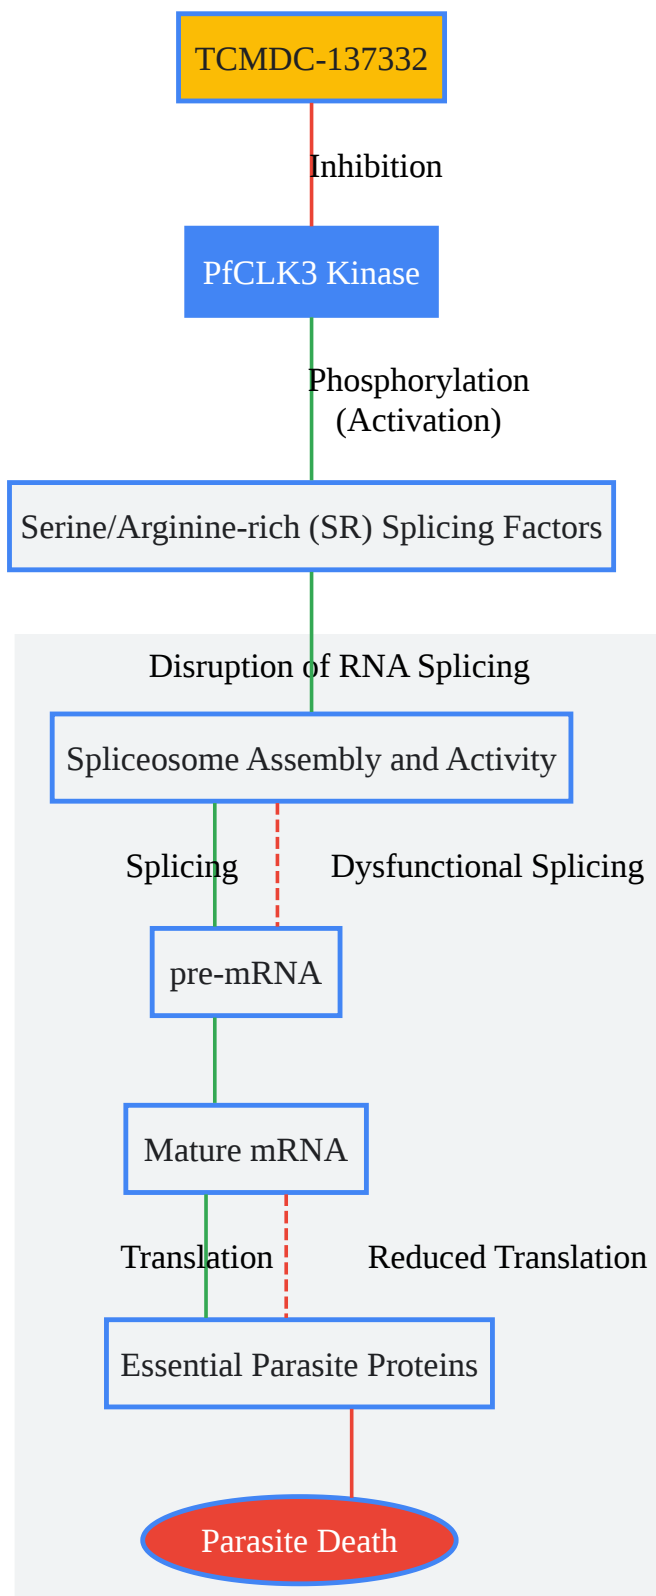 TCMDC-137332
Inhibition
PfCLK3 Kinase
Phosphorylation
(Activation)
Serine/Arginine-rich (SR) Splicing Factors
Disruption of RNA Splicing
Spliceosome Assembly and Activity
Splicing
Dysfunctional Splicing
pre-mRNA
Mature mRNA
Translation
Reduced Translation
Essential Parasite Proteins
Parasite Death